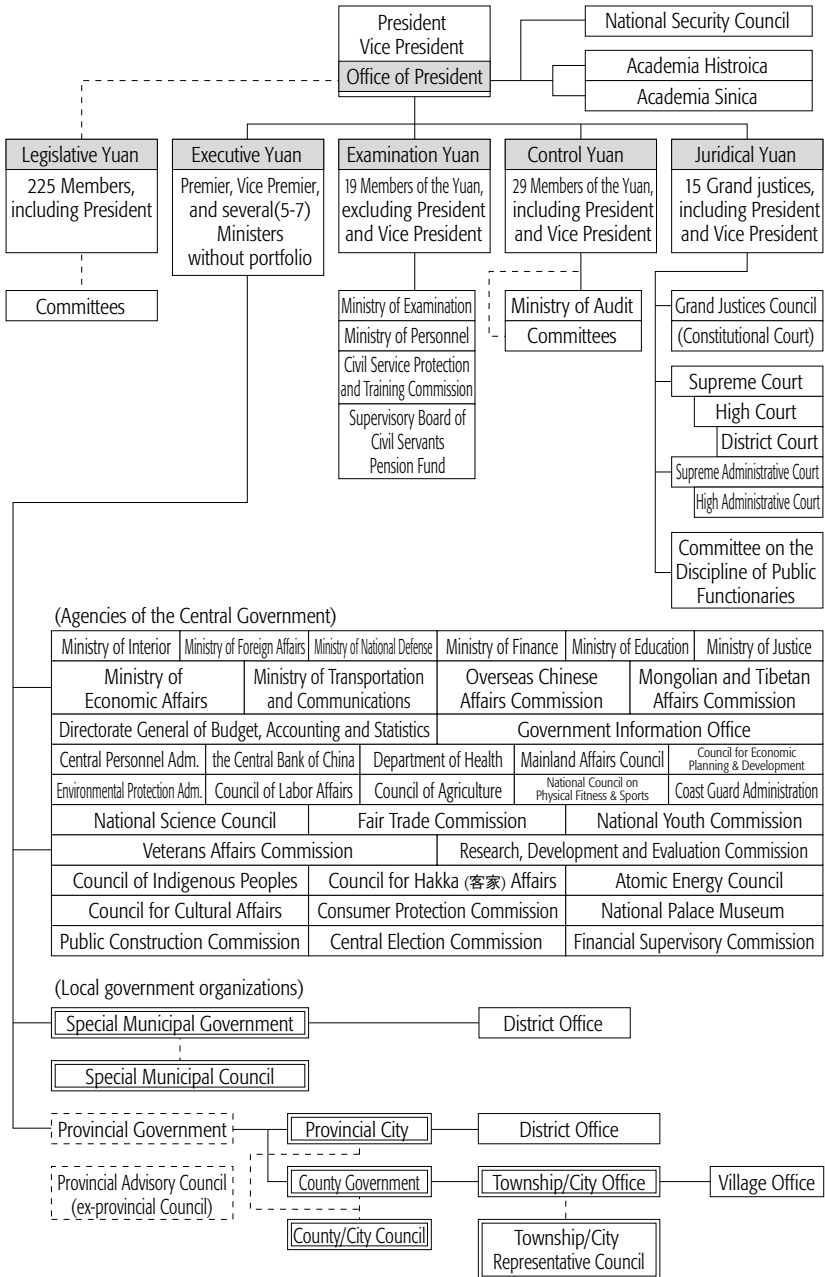 President
Vice President
Office of President
National Security Council
Academia Histroica
Academia Sinica
Legislative Yuan
225 Members,
including President
Committees
Executive Yuan
Premier, Vice Premier,
and several(5-7)
Ministers
without portfolio
Examination Yuan
19 Members of the Yuan,
excluding President
and Vice President
Ministry of Examination
Ministry of Personnel
Civil Service Protection
and Training Commission
Supervisory Board of
Civil Servants
Pension Fund
Control Yuan
29 Members of the Yuan,
including President
and Vice President
Ministry of Audit
Committees
Juridical Yuan
15 Grand justices,
including President
and Vice President
Grand Justices Council
(Constitutional Court)
Supreme Court
High Court
District Court
Supreme Administrative Court
High Administrative Court
Committee on the
Discipline of Public
Functionaries
(Agencies of the Central Government)
Ministry of Interior
Ministry of Foreign Affairs
Ministry of National Defense
Ministry of Finance
Ministry of Education
Ministry of Justice
Ministry of
Economic Affairs
Ministry of Transportation
and Communications
Overseas Chinese
Affairs Commission
Mongolian and Tibetan
Affairs Commission
Directorate General of Budget, Accounting and Statistics
Government Information Office
Central Personnel Adm.
the Central Bank of China
Department of Health
Mainland Affairs Council
Council for Economic
Planning & Development
Environmental Protection Adm.
Council of Labor Affairs
Council of Agriculture
National Council on
Physical Fitness & Sports
Coast Guard Administration
National Science Council
Fair Trade Commission
National Youth Commission
Veterans Affairs Commission
Research, Development and Evaluation Commission
Council of Indigenous Peoples
Council for Hakka (客家) Affairs
Atomic Energy Council
Council for Cultural Affairs
Consumer Protection Commission
National Palace Museum
Public Construction Commission
Central Election Commission
Financial Supervisory Commission
(Local government organizations)
Special Municipal Government
District Office
Special Municipal Council
Provincial Government
Provincial City
District Office
Provincial Advisory Council
(ex-provincial Council)
County Government
Township/City Office
Village Office
County/City Council
Township/City
Representative Council